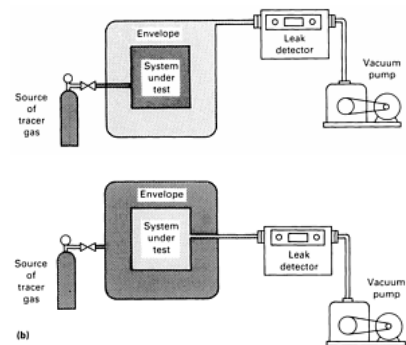 Envelope
System
under
test
Source
of
tracer
gas
Leak
detector
Vacuum
pump
Envelope
System
under
test
Source
of
tracer
gas
Leak
detector
Vacuum
pump
(b)